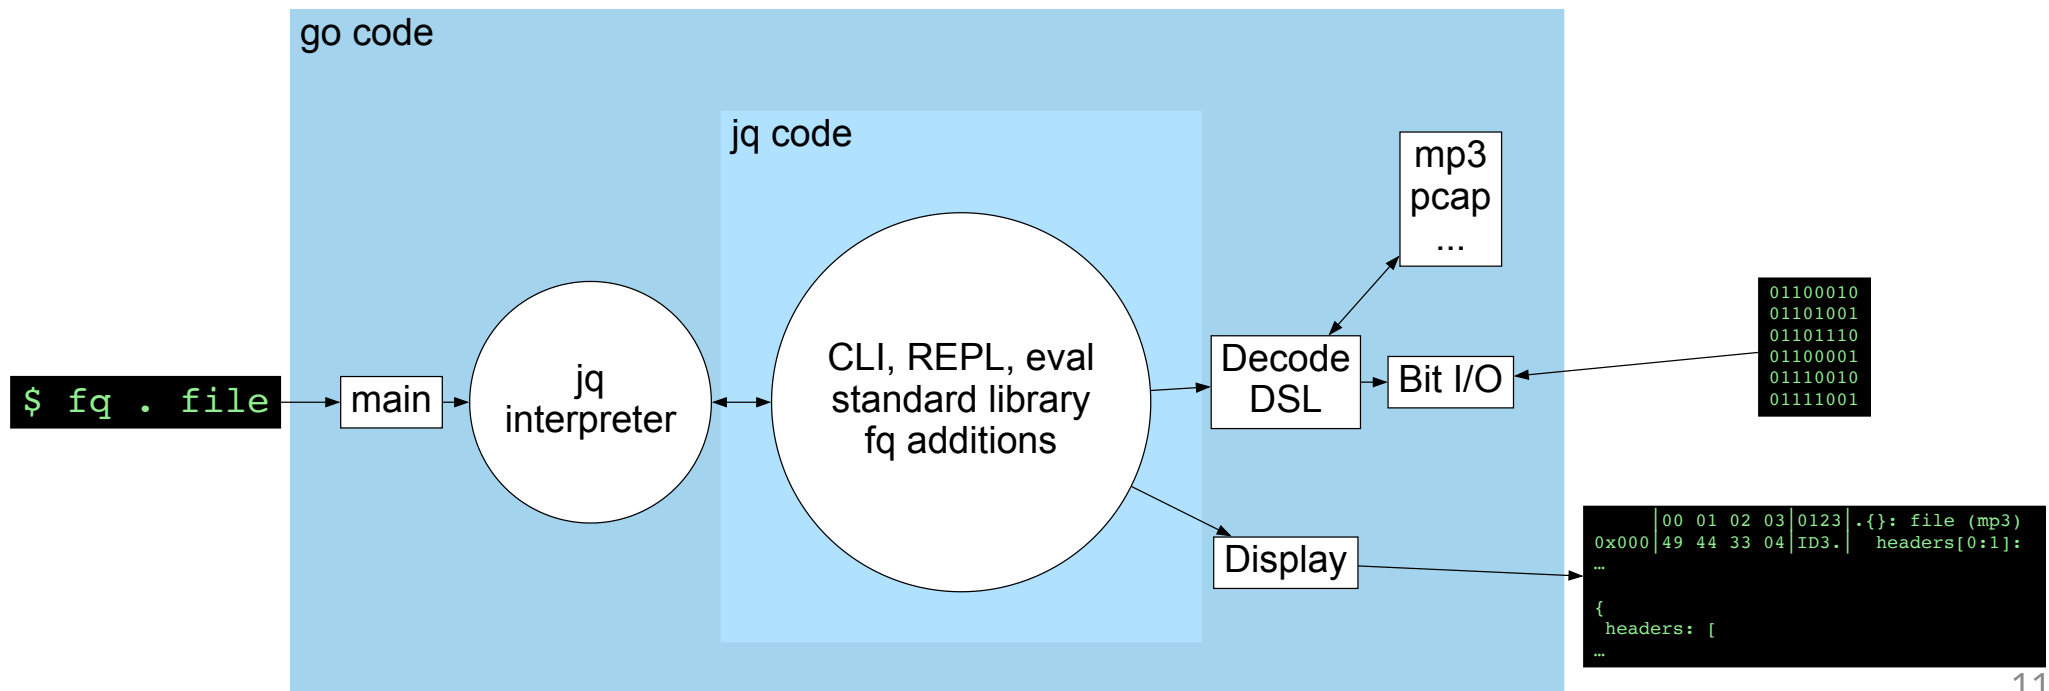 go code
jq code
mp3
pcap
...
$ fq . file
main
jq
interpreter
CLI, REPL, eval
standard library
fq additions
Decode
DSL
Bit I/O
01100010
01101001
01101110
01100001
01110010
01111001
Display
|00 01 02 03|0123|.{}: file (mp3)
0x000|49 44 33 04|ID3.| headers[0:1]:
…
{
headers: [
…
11